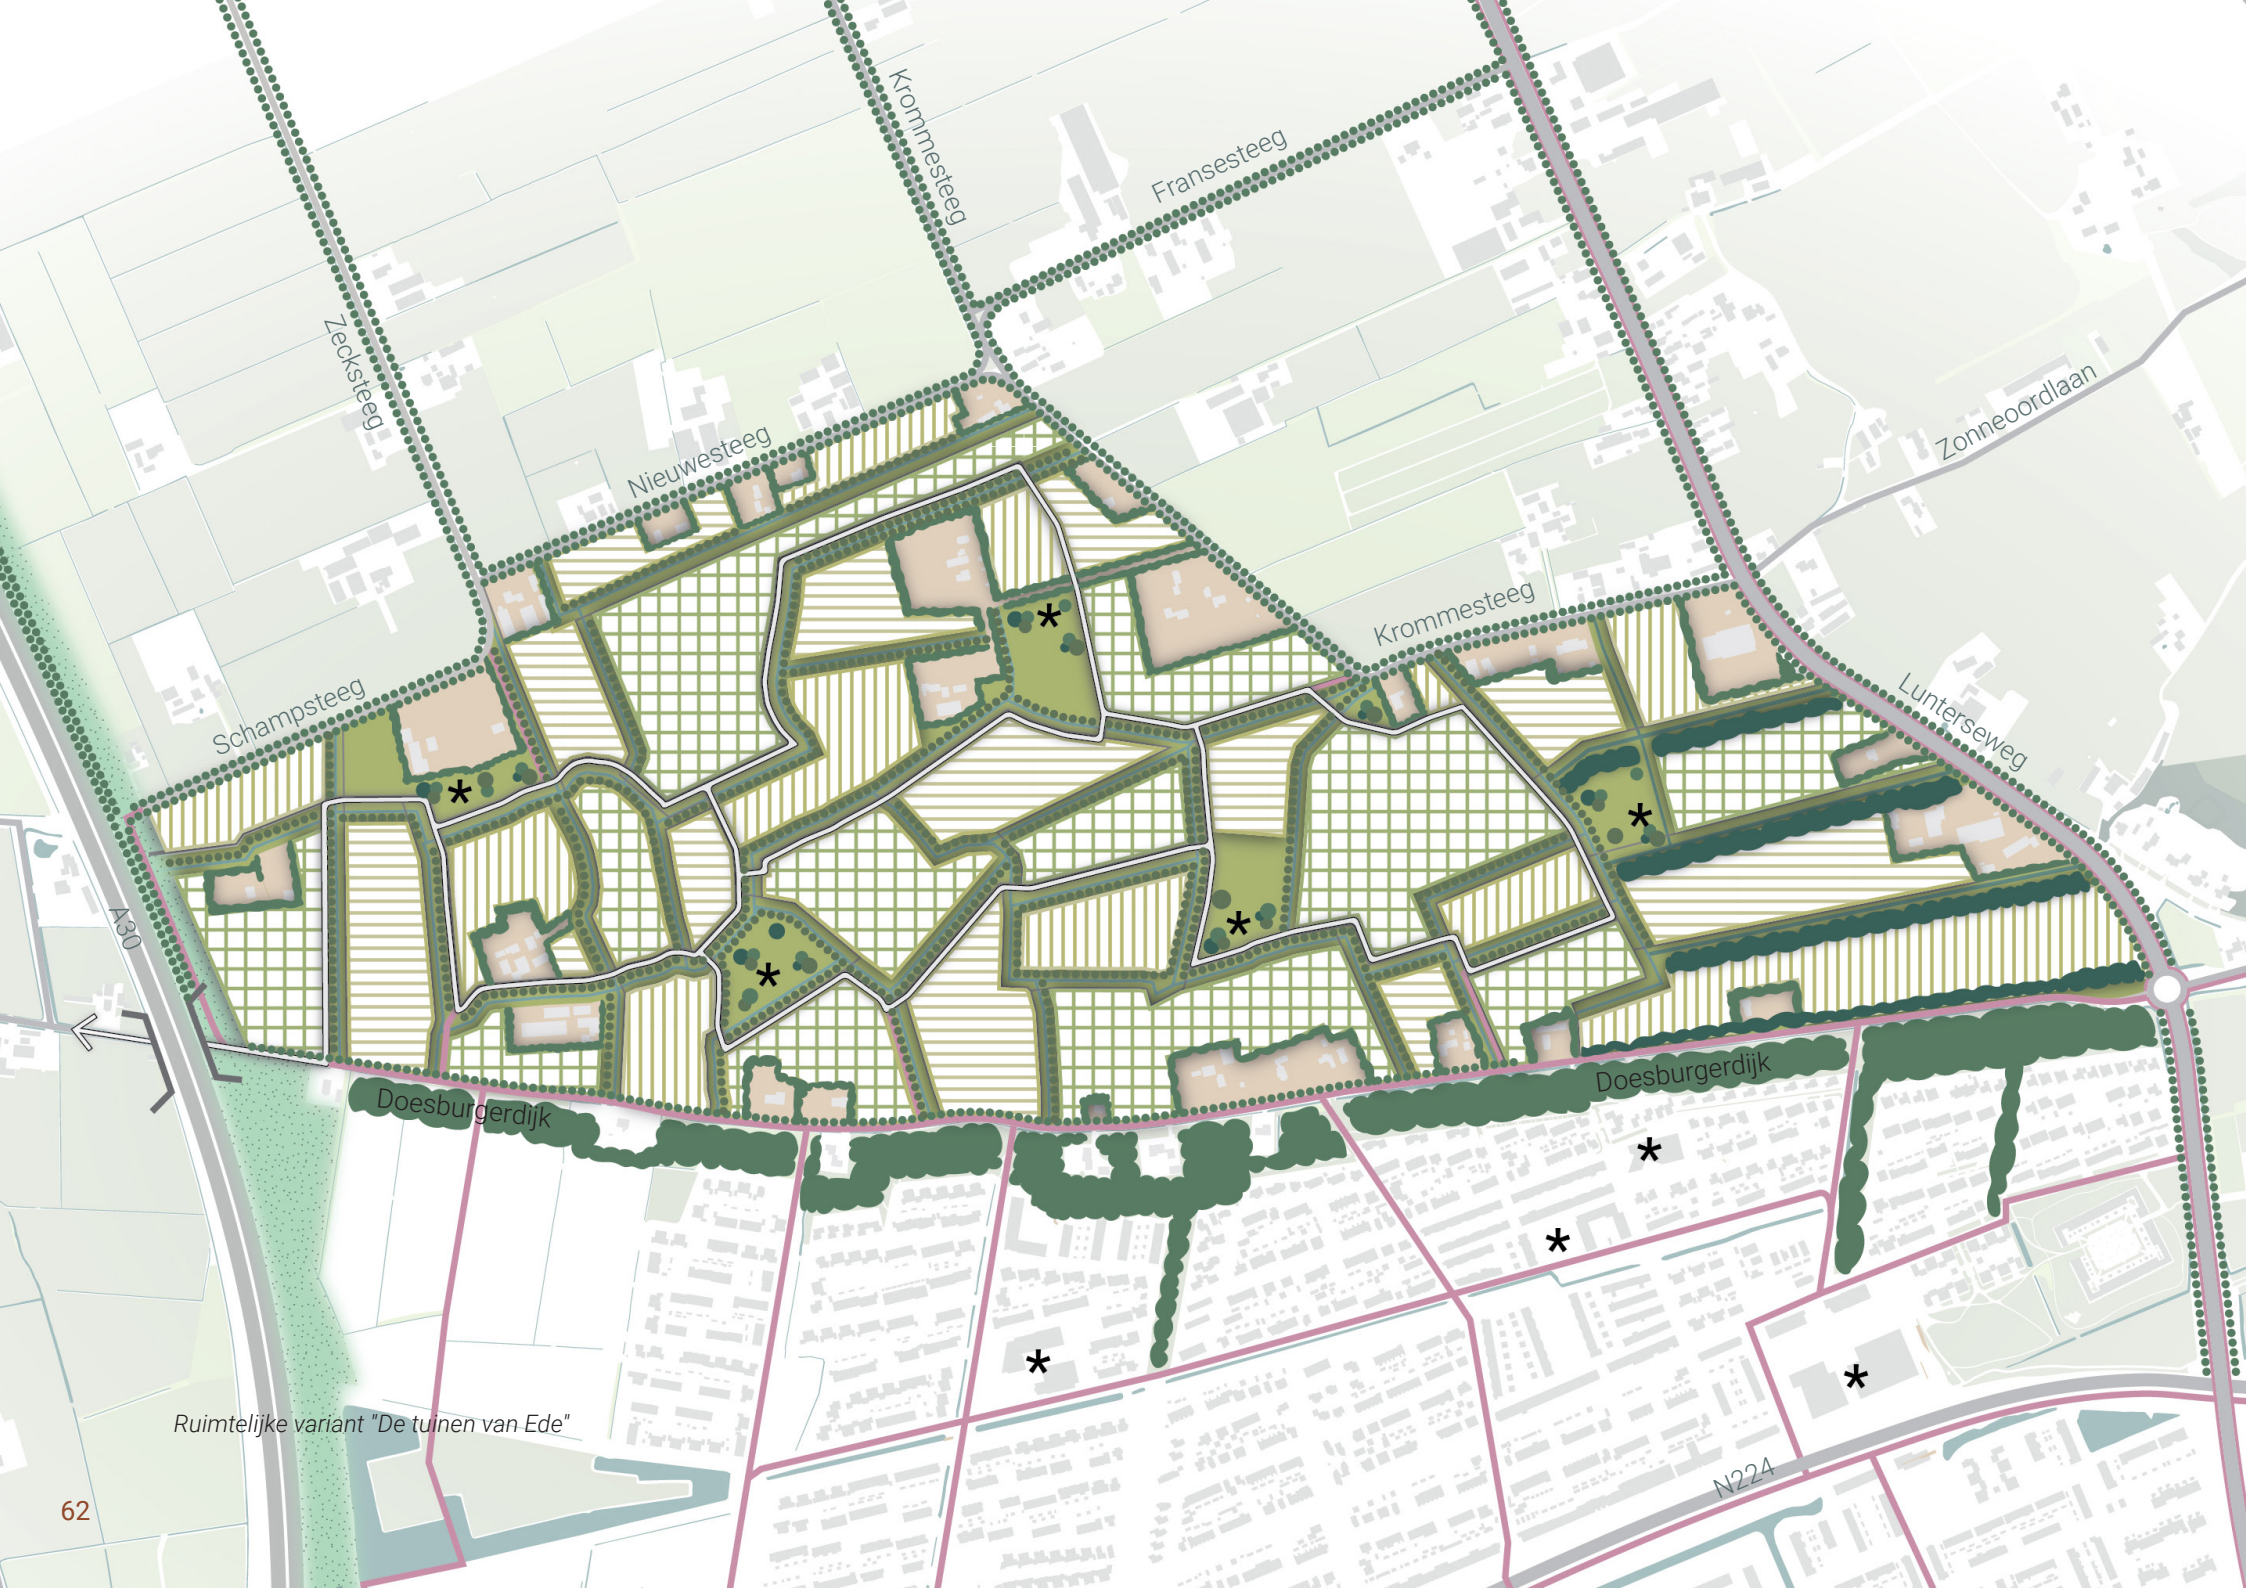 Krommesteeg
Fransesteeg
Zecksteeg
Nieuwesteeg
Zonneoordlaan
Krommesteeg
Schampsteeg
Lunterseweg
A30
Doesburgerdijk
Doesburgerdijk
Ruimtelijke variant "De tuinen van Ede"
N224
62